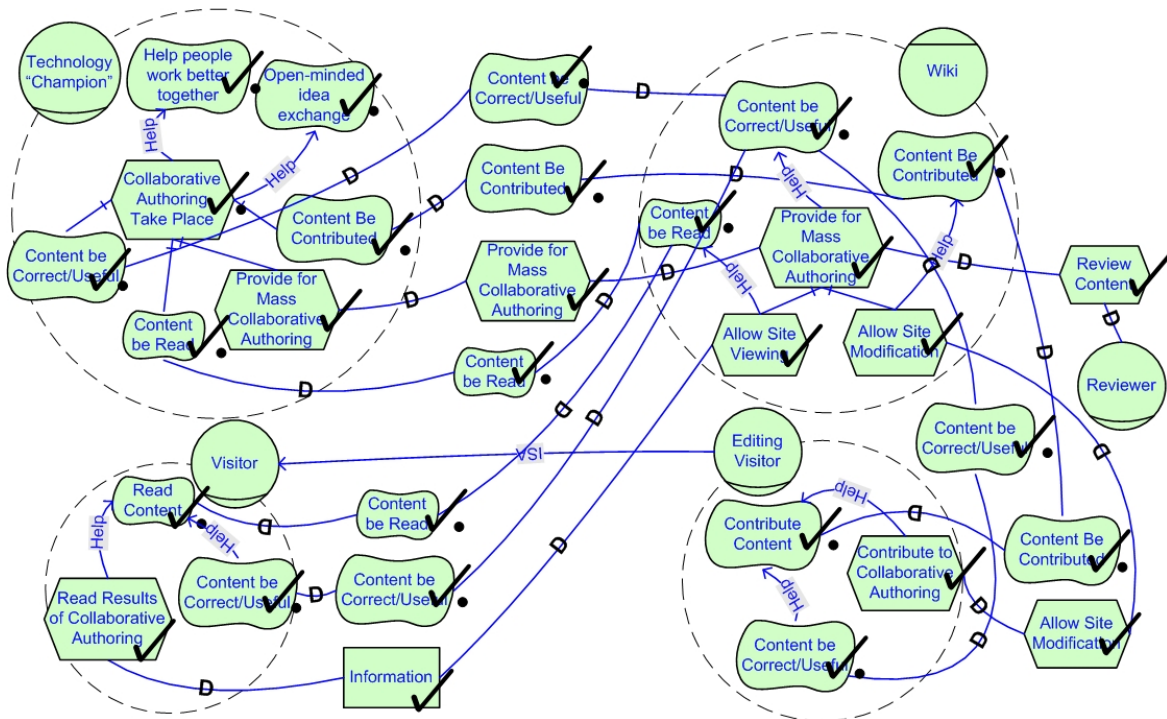 Technology
“Champion”
Help people
work better
together
Open-minded
idea
exchange
Help
Help
Collaborative
Authoring
Take Place
Content Be
Contributed
Content be
Correct/Useful
Provide for
Mass
Collaborative
Authoring
Content
be Read
D
D
D
D
Content be
Correct/Useful
Content Be
Contributed
Provide for
Mass
Collaborative
Authoring
Content
be Read
D
D
D
D
Wiki
Content be
Correct/Useful
Content Be
Contributed
Content
be Read
Help
Provide for
Mass
Collaborative
Authoring
Help
Help
Allow Site
Viewing
Allow Site
Modification
D
D
Review
Content
D
Reviewer
D
D
Content be
Correct/Useful
D
D
D
Visitor
ISA
Editing
Visitor
Read
Content
Help
Help
D
Content
be Read
Content be
Correct/Useful
D
Content be
Correct/Useful
Read Results
of Collaborative
Authoring
D
Information
Help
Contribute
Content
D
Contribute to
Collaborative
Authoring
Content Be
Contributed
Help
D
Allow Site
Modification
D
Content be
Correct/Useful